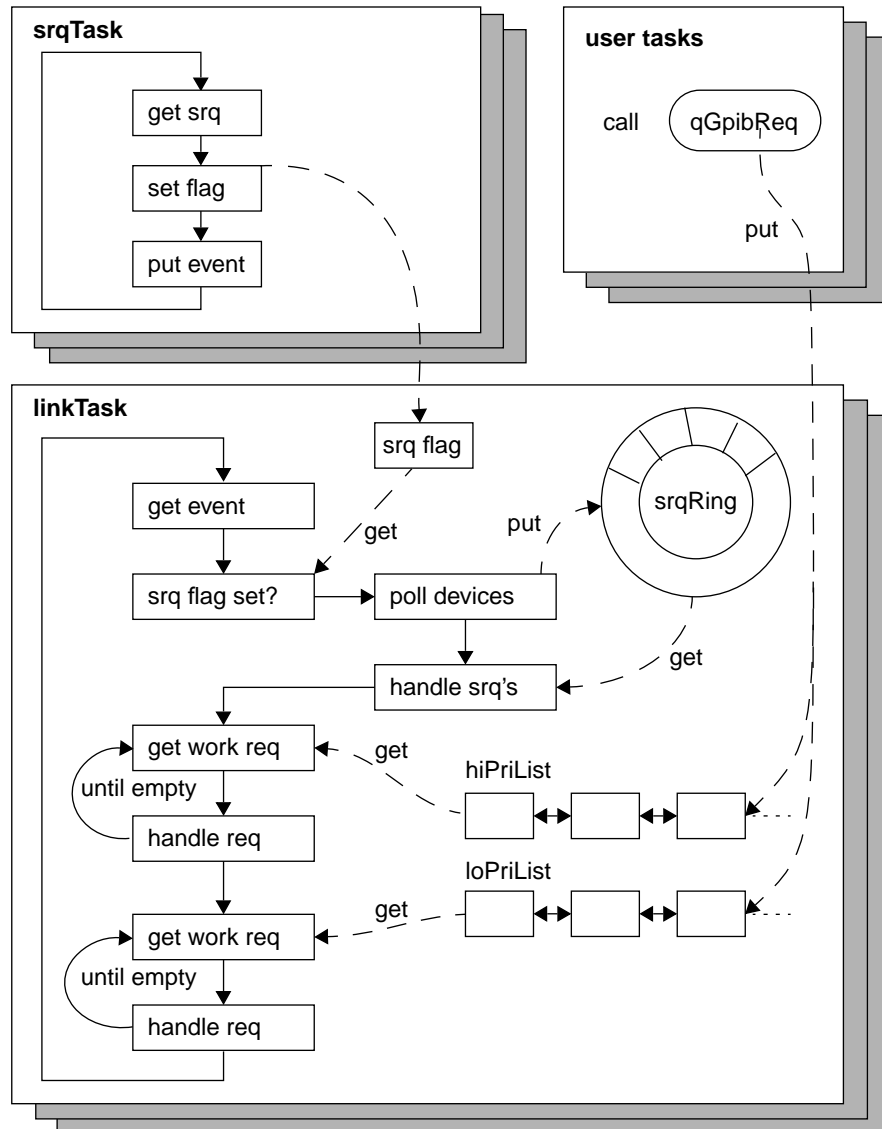 srqTask
get srq
set flag
put event
user tasks
call
qGpibReq
put
linkTask
srq flag
get event
get
put
srqRing
srq flag set?
poll devices
get
handle srq's
get work req
get
hiPriList
until empty
handle req
loPriList
get work req
get
until empty
handle req